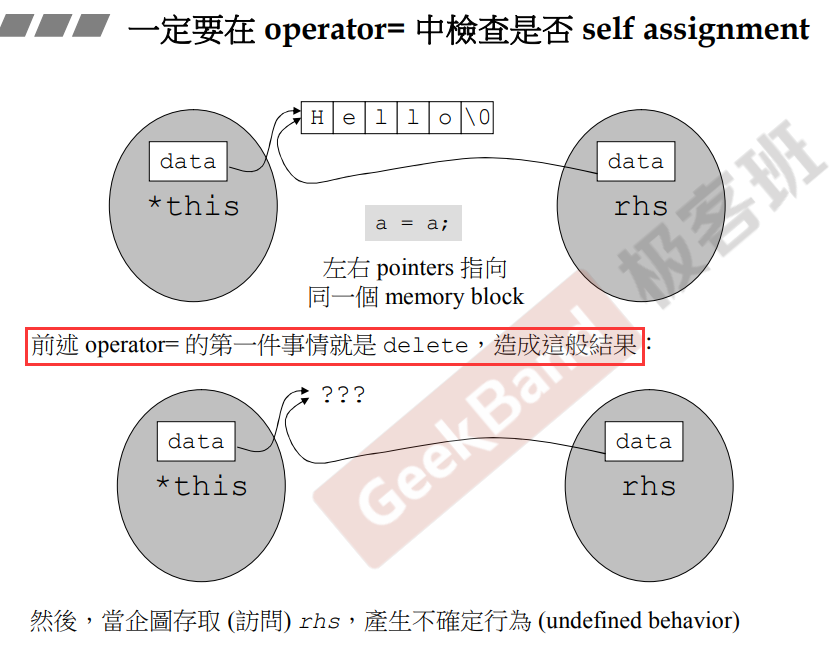 一定要在 operator= 中檢查是否 self assignment
H e l l o \0
data
data
*this
rhs
a = a;
左右 pointers 指向
同一個 memory block
前述 operator= 的第一件事情就是 delete，造成這般結果：
???
data
data
*this
rhs
然後，當企圖存取 (訪問) rhs，產生不確定行為 (undefined behavior)
GeekBand 极客班